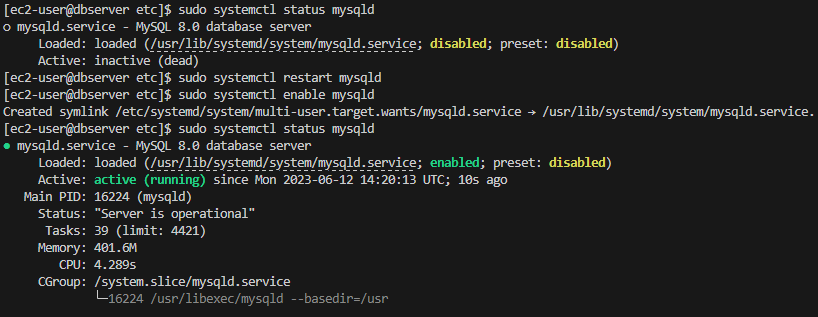 [ec2-user@dbserver etc]$ sudo systemctl status mysqld
○ mysqld.service - MySQL 8.0 database server
     Loaded: loaded (/usr/lib/systemd/system/mysqld.service; disabled; preset: disabled)
     Active: inactive (dead)
[ec2-user@dbserver etc]$ sudo systemctl restart mysqld
[ec2-user@dbserver etc]$ sudo systemctl enable mysqld
Created symlink /etc/systemd/system/multi-user.target.wants/mysqld.service → /usr/lib/systemd/system/mysqld.service.
[ec2-user@dbserver etc]$ sudo systemctl status mysqld
● mysqld.service - MySQL 8.0 database server
     Loaded: loaded (/usr/lib/systemd/system/mysqld.service; enabled; preset: disabled)
     Active: active (running) since Mon 2023-06-12 14:20:13 UTC; 10s ago
   Main PID: 16224 (mysqld)
     Status: "Server is operational"
      Tasks: 39 (limit: 4421)
     Memory: 401.6M
        CPU: 4.289s
     CGroup: /system.slice/mysqld.service
             └─16224 /usr/libexec/mysqld --basedir=/usr